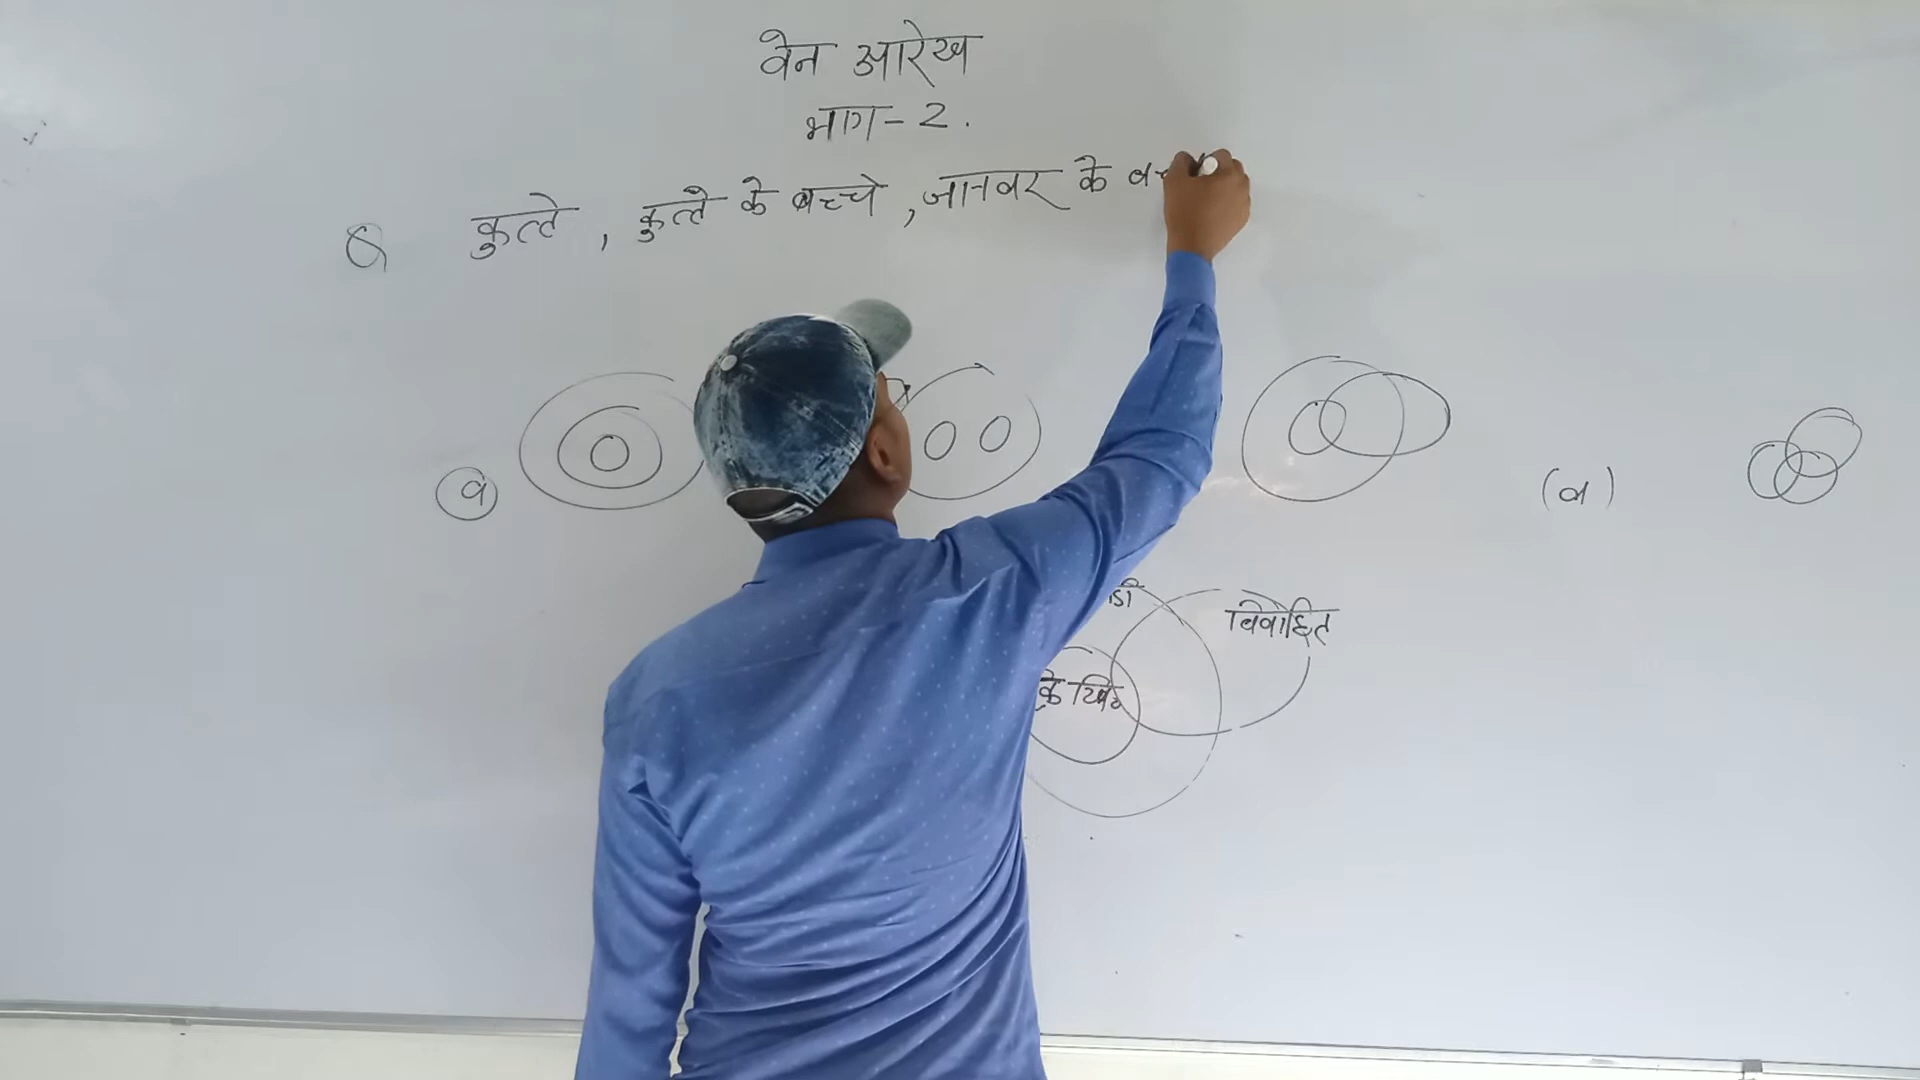 वेन आरेख
भाग-2.
Q कुत्ते, कुत्ते के बच्चे, जानवर के
विवाहित